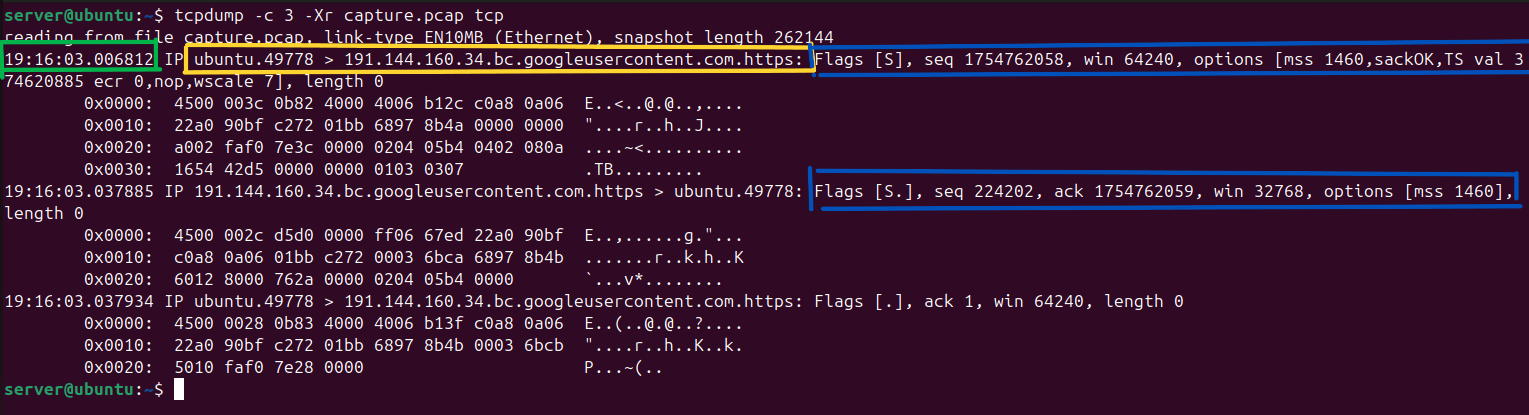 server@ubuntu:~$ tcpdump -c 3 -Xr capture.pcap tcp
reading from file capture.pcap, link-type EN10MB (Ethernet), snapshot length 262144
19:16:03.006812 IP ubuntu.49778 > 191.144.160.34.bc.googleusercontent.com.https: Flags [S], seq 1754762058, win 64240, options [mss 1460,sackOK,TS val 3
74620885 ecr 0,nop,wscale 7], length 0
0x0000:  4500 003c 0b82 4000 4006 b12c c0a8 0a06  E..<..@.@..,....
0x0010:  22a0 90bf c272 01bb 6897 8b4a 0000 0000  "....r..h..J....
0x0020:  a002 faf0 7e3c 0000 0204 05b4 0402 080a  ....~<..........
0x0030:  1654 42d5 0000 0000 0103 0307            .TB.........
19:16:03.037885 IP 191.144.160.34.bc.googleusercontent.com.https > ubuntu.49778: Flags [S.], seq 224202, ack 1754762059, win 32768, options [mss 1460],
length 0
0x0000:  4500 002c d5d0 0000 ff06 67ed 22a0 90bf  E..,......g."...
0x0010:  c0a8 0a06 01bb c272 0003 6bca 6897 8b4b  .......r..k.h..K
0x0020:  6012 8000 762a 0000 0204 05b4 0000       `...v*........
19:16:03.037934 IP ubuntu.49778 > 191.144.160.34.bc.googleusercontent.com.https: Flags [.], ack 1, win 64240, length 0
0x0000:  4500 0028 0b83 4000 4006 b13f c0a8 0a06  E..(..@.@..?....
0x0010:  22a0 90bf c272 01bb 6897 8b4b 0003 6bcb  "....r..h..K..k.
0x0020:  5010 faf0 7e28 0000                      P...~(..
server@ubuntu:~$